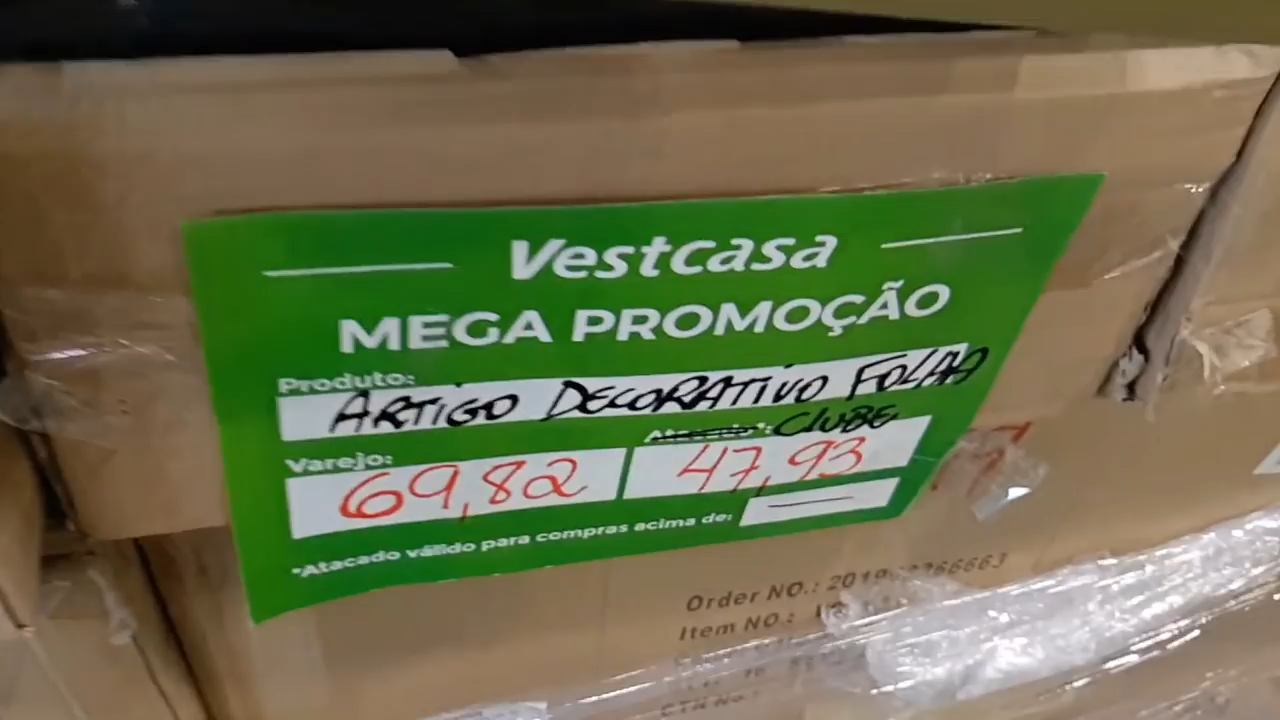 Vestcasa
MEGA PROMOÇÃO
Produto:
ARTIGO DECORATIVO FOLHA
Atacado*: CLUBE
Varejo:
69,82 47,93
*Atacado válido para compras acima de:
Order NO.:
Item NO.: